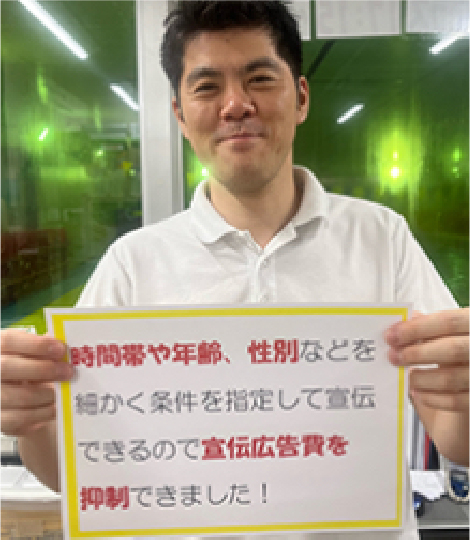 時間帯や年齢、性別などを
細かく条件を指定して宣伝
できるので宣伝広告費を
抑制できました！